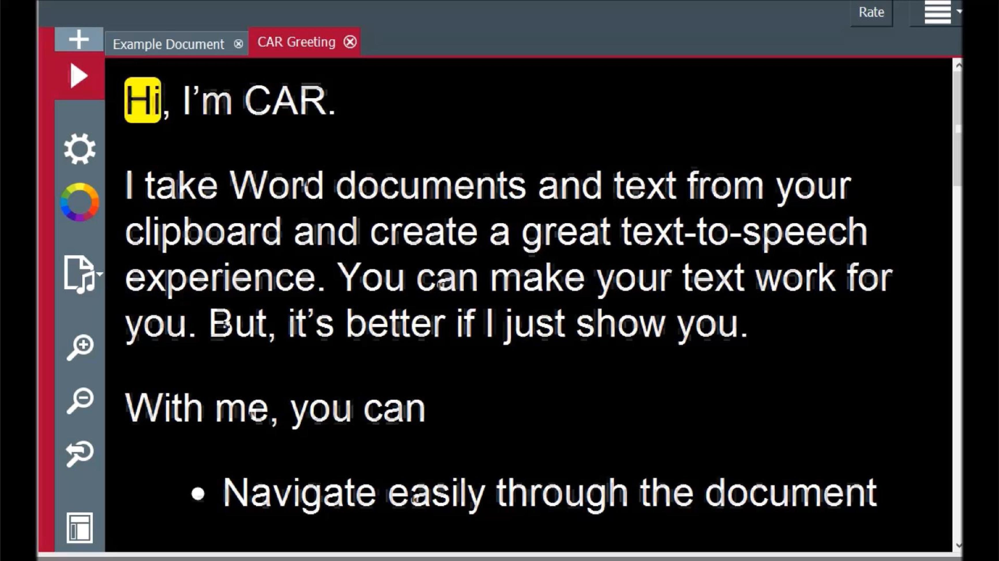 Rate
Example Document
CAR Greeting
Hi, I’m CAR.
I take Word documents and text from your
clipboard and create a great text-to-speech
experience. You can make your text work for
you. But, it’s better if I just show you.
With me, you can
• Navigate easily through the document